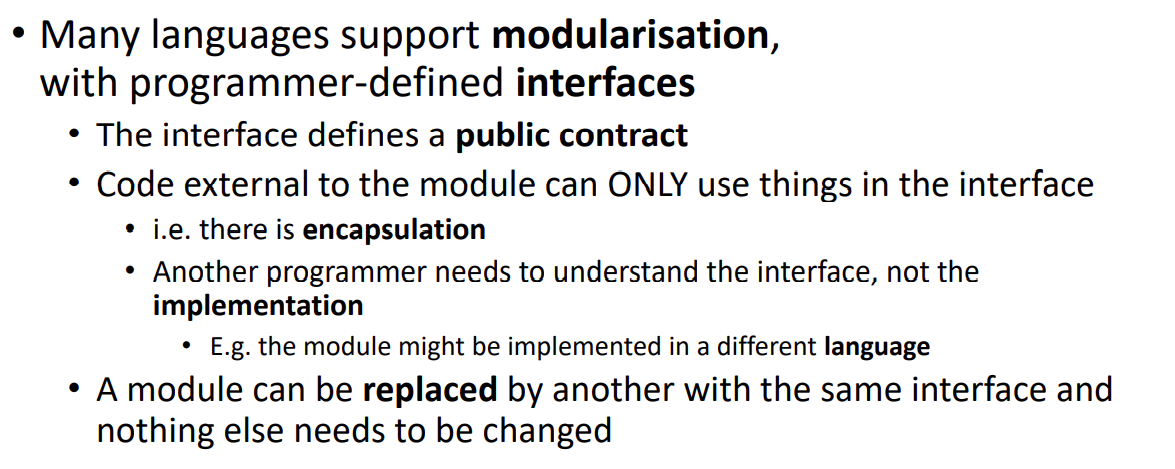 • Many languages support modularisation,
with programmer-defined interfaces
• The interface defines a public contract
• Code external to the module can ONLY use things in the interface
• i.e. there is encapsulation
• Another programmer needs to understand the interface, not the
implementation
• E.g. the module might be implemented in a different language
• A module can be replaced by another with the same interface and
nothing else needs to be changed